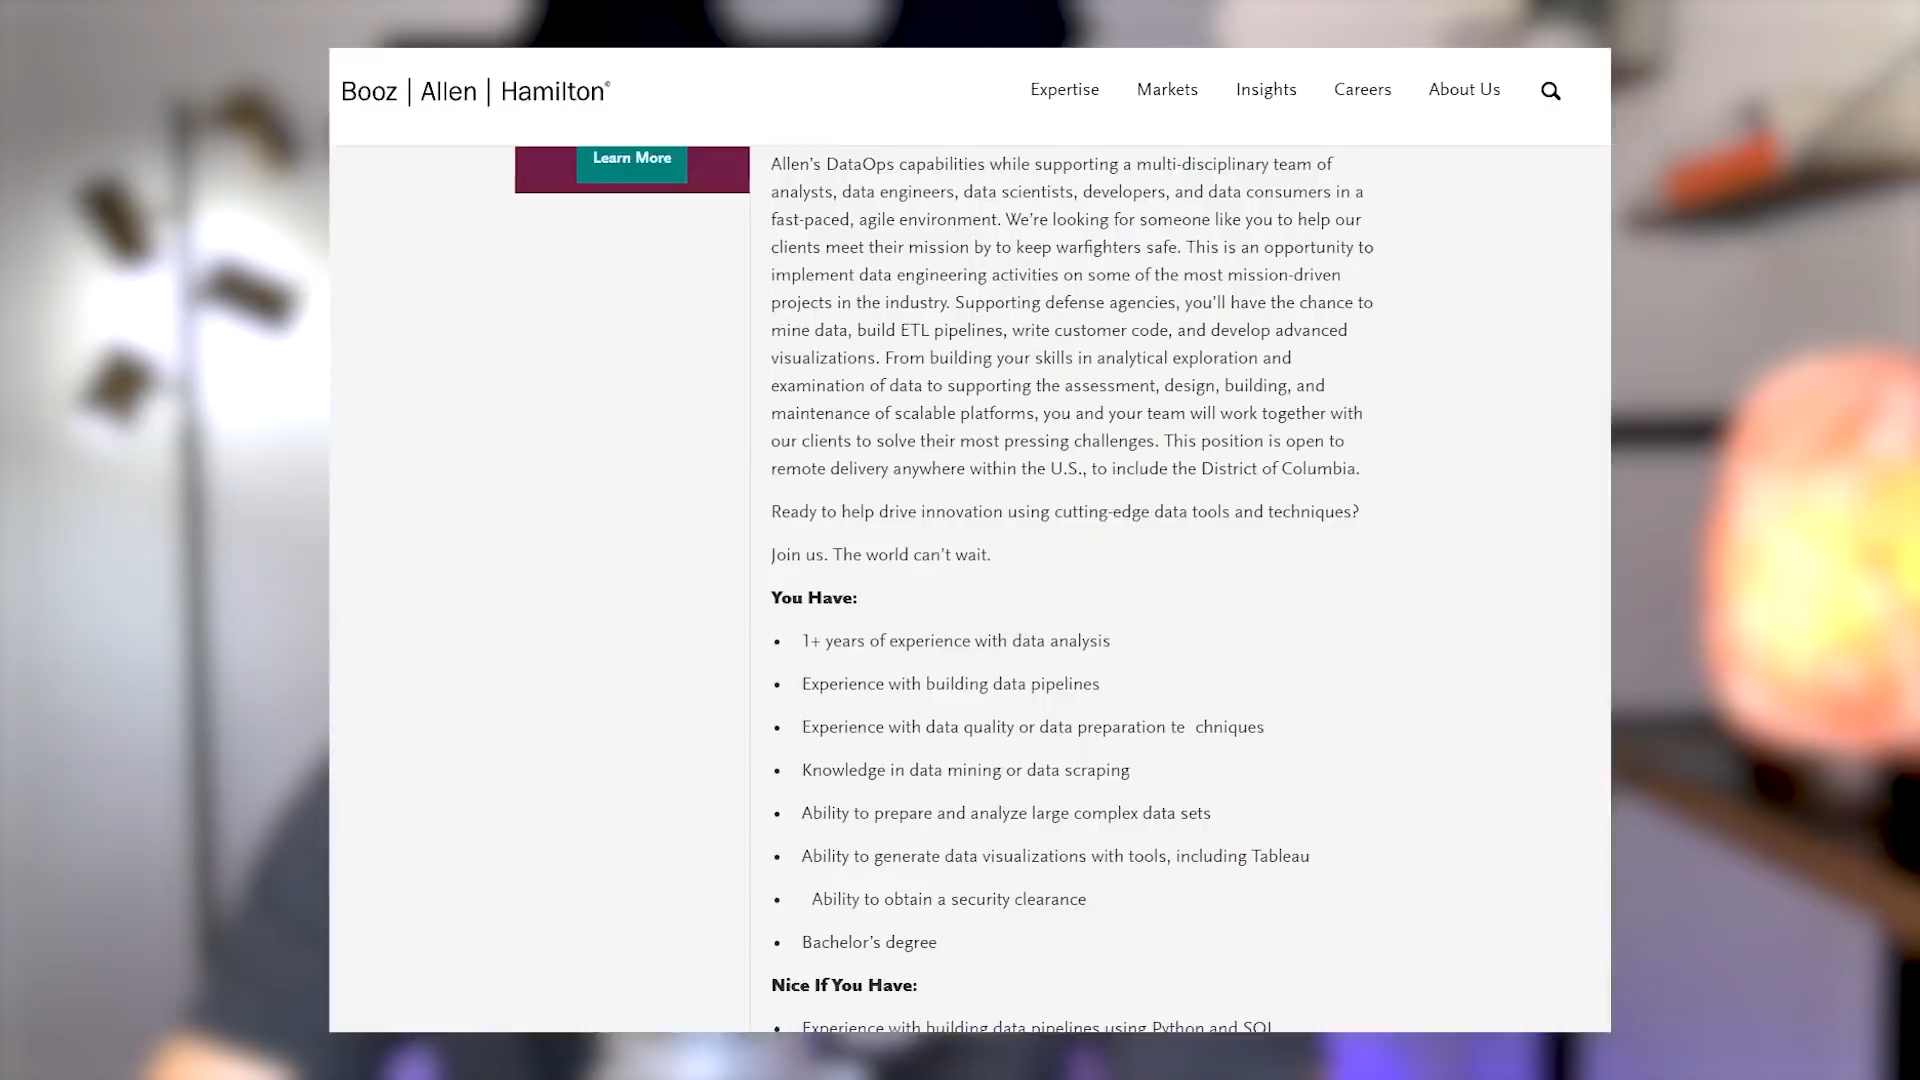 Booz | Allen | Hamilton®
Expertise Markets Insights Careers About Us
Learn More
Allen's DataOps capabilities while supporting a multi-disciplinary team of
analysts, data engineers, data scientists, developers, and data consumers in a
fast-paced, agile environment. We're looking for someone like you to help our
clients meet their mission by to keep warfighters safe. This is an opportunity to
implement data engineering activities on some of the most mission-driven
projects in the industry. Supporting defense agencies, you'll have the chance to
mine data, build ETL pipelines, write customer code, and develop advanced
visualizations. From building your skills in analytical exploration and
examination of data to supporting the assessment, design, building, and
maintenance of scalable platforms, you and your team will work together with
our clients to solve their most pressing challenges. This position is open to
remote delivery anywhere within the U.S., to include the District of Columbia.
Ready to help drive innovation using cutting-edge data tools and techniques?
Join us. The world can't wait.
You Have:
• 1+ years of experience with data analysis
• Experience with building data pipelines
• Experience with data quality or data preparation te chniques
• Knowledge in data mining or data scraping
• Ability to prepare and analyze large complex data sets
• Ability to generate data visualizations with tools, including Tableau
• Ability to obtain a security clearance
• Bachelor's degree
Nice If You Have:
• Experience with building data pipelines using Python and SQL